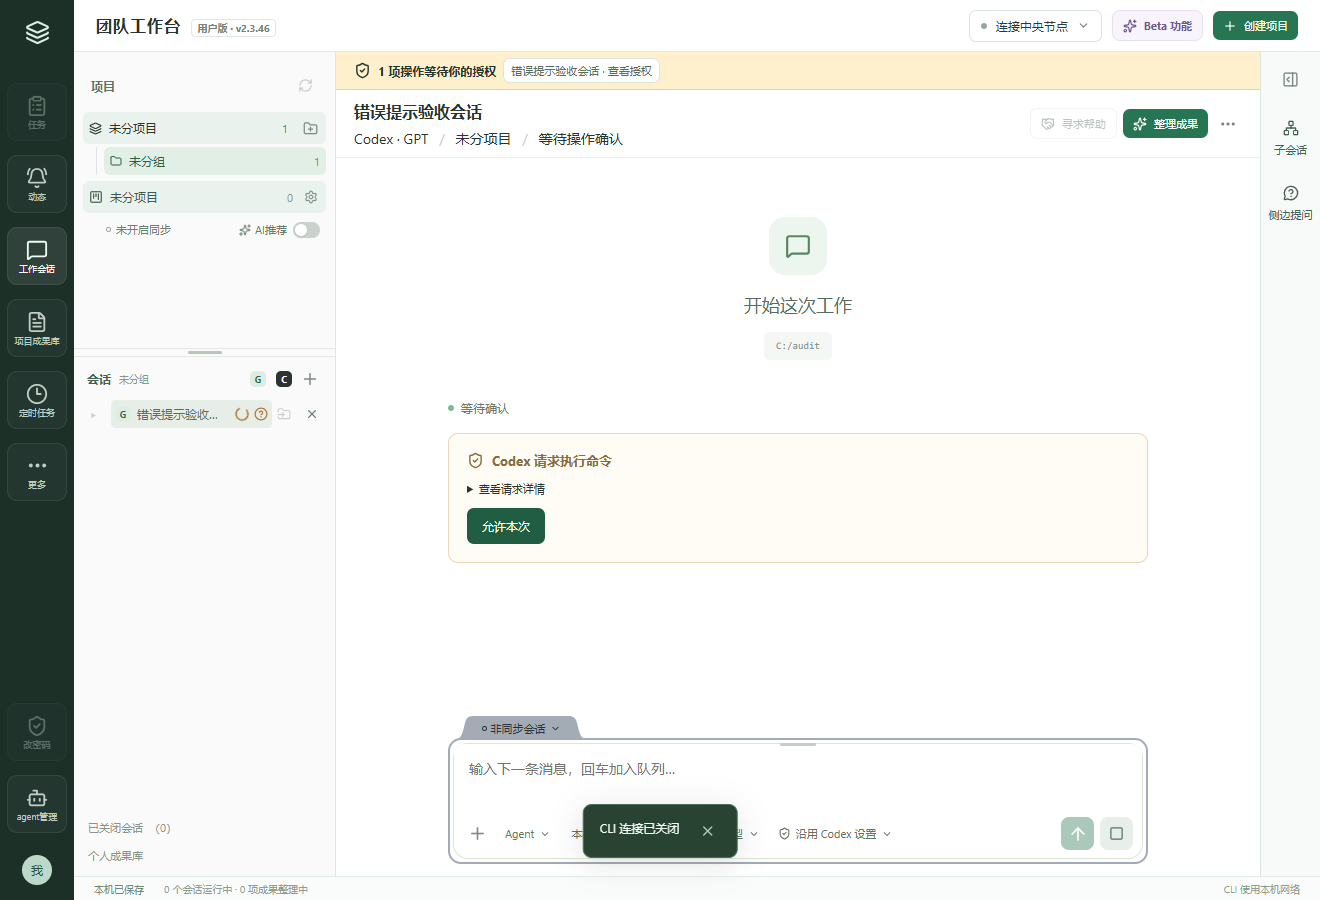 团队工作台
用户版 · v2.3.46
连接中央节点
Beta 功能
创建项目
任务
动态
工作会话
项目成果库
定时任务
更多
改密码
agent管理
我
项目
未分项目
1
未分组
1
未分项目
0
未开启同步
AI推荐
会话
未分组
G
C
G
错误提示验收...
已关闭会话 (0)
个人成果库
1 项操作等待你的授权
错误提示验收会话 · 查看授权
错误提示验收会话
Codex · GPT / 未分项目 / 等待操作确认
寻求帮助
整理成果
子会话
侧边提问
开始这次工作
C:/audit
等待确认
Codex 请求执行命令
查看请求详情
允许本次
非同步会话
输入下一条消息，回车加入队列...
Agent
本
型
沿用 Codex 设置
CLI 连接已关闭
本机已保存
0 个会话运行中 · 0 项成果整理中
CLI 使用本机网络